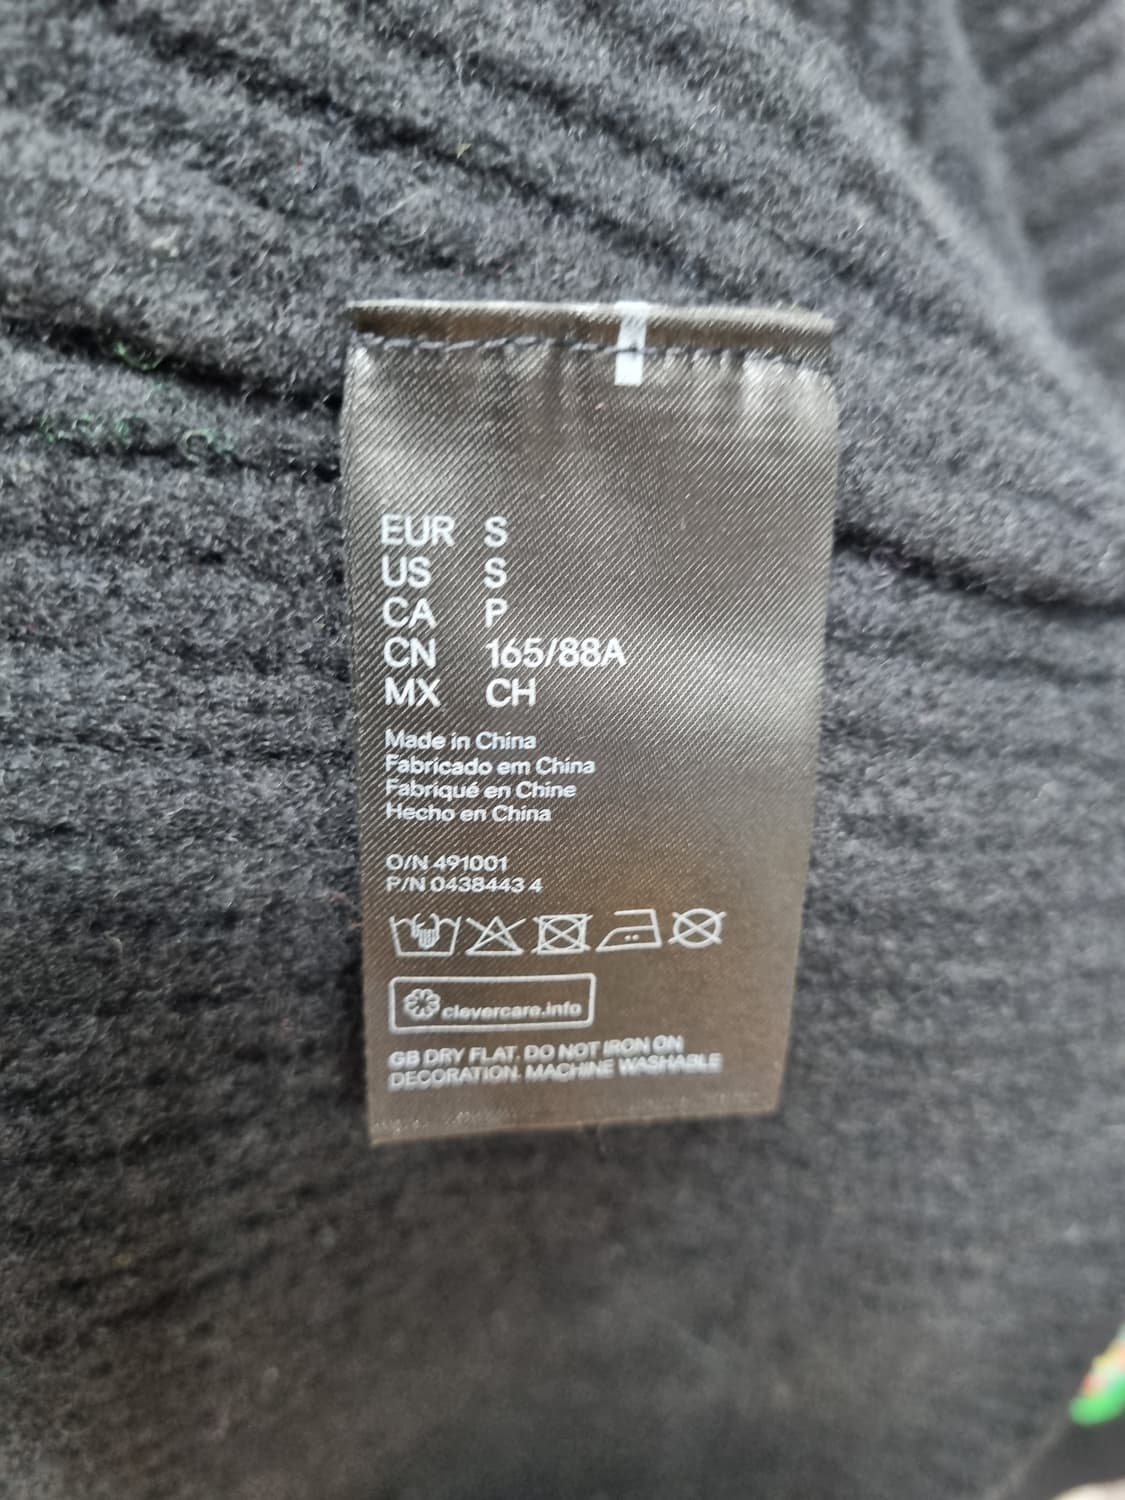 EUR S
US S
CA P
CN 165/88A
MX CH
Made in China
Fabricado em China
Fabriqué en Chine
Hecho en China
O/N 491001
P/N 0438443 4
clevercare.info
GB DRY FLAT. DO NOT IRON ON
DECORATION. MACHINE WASHABLE